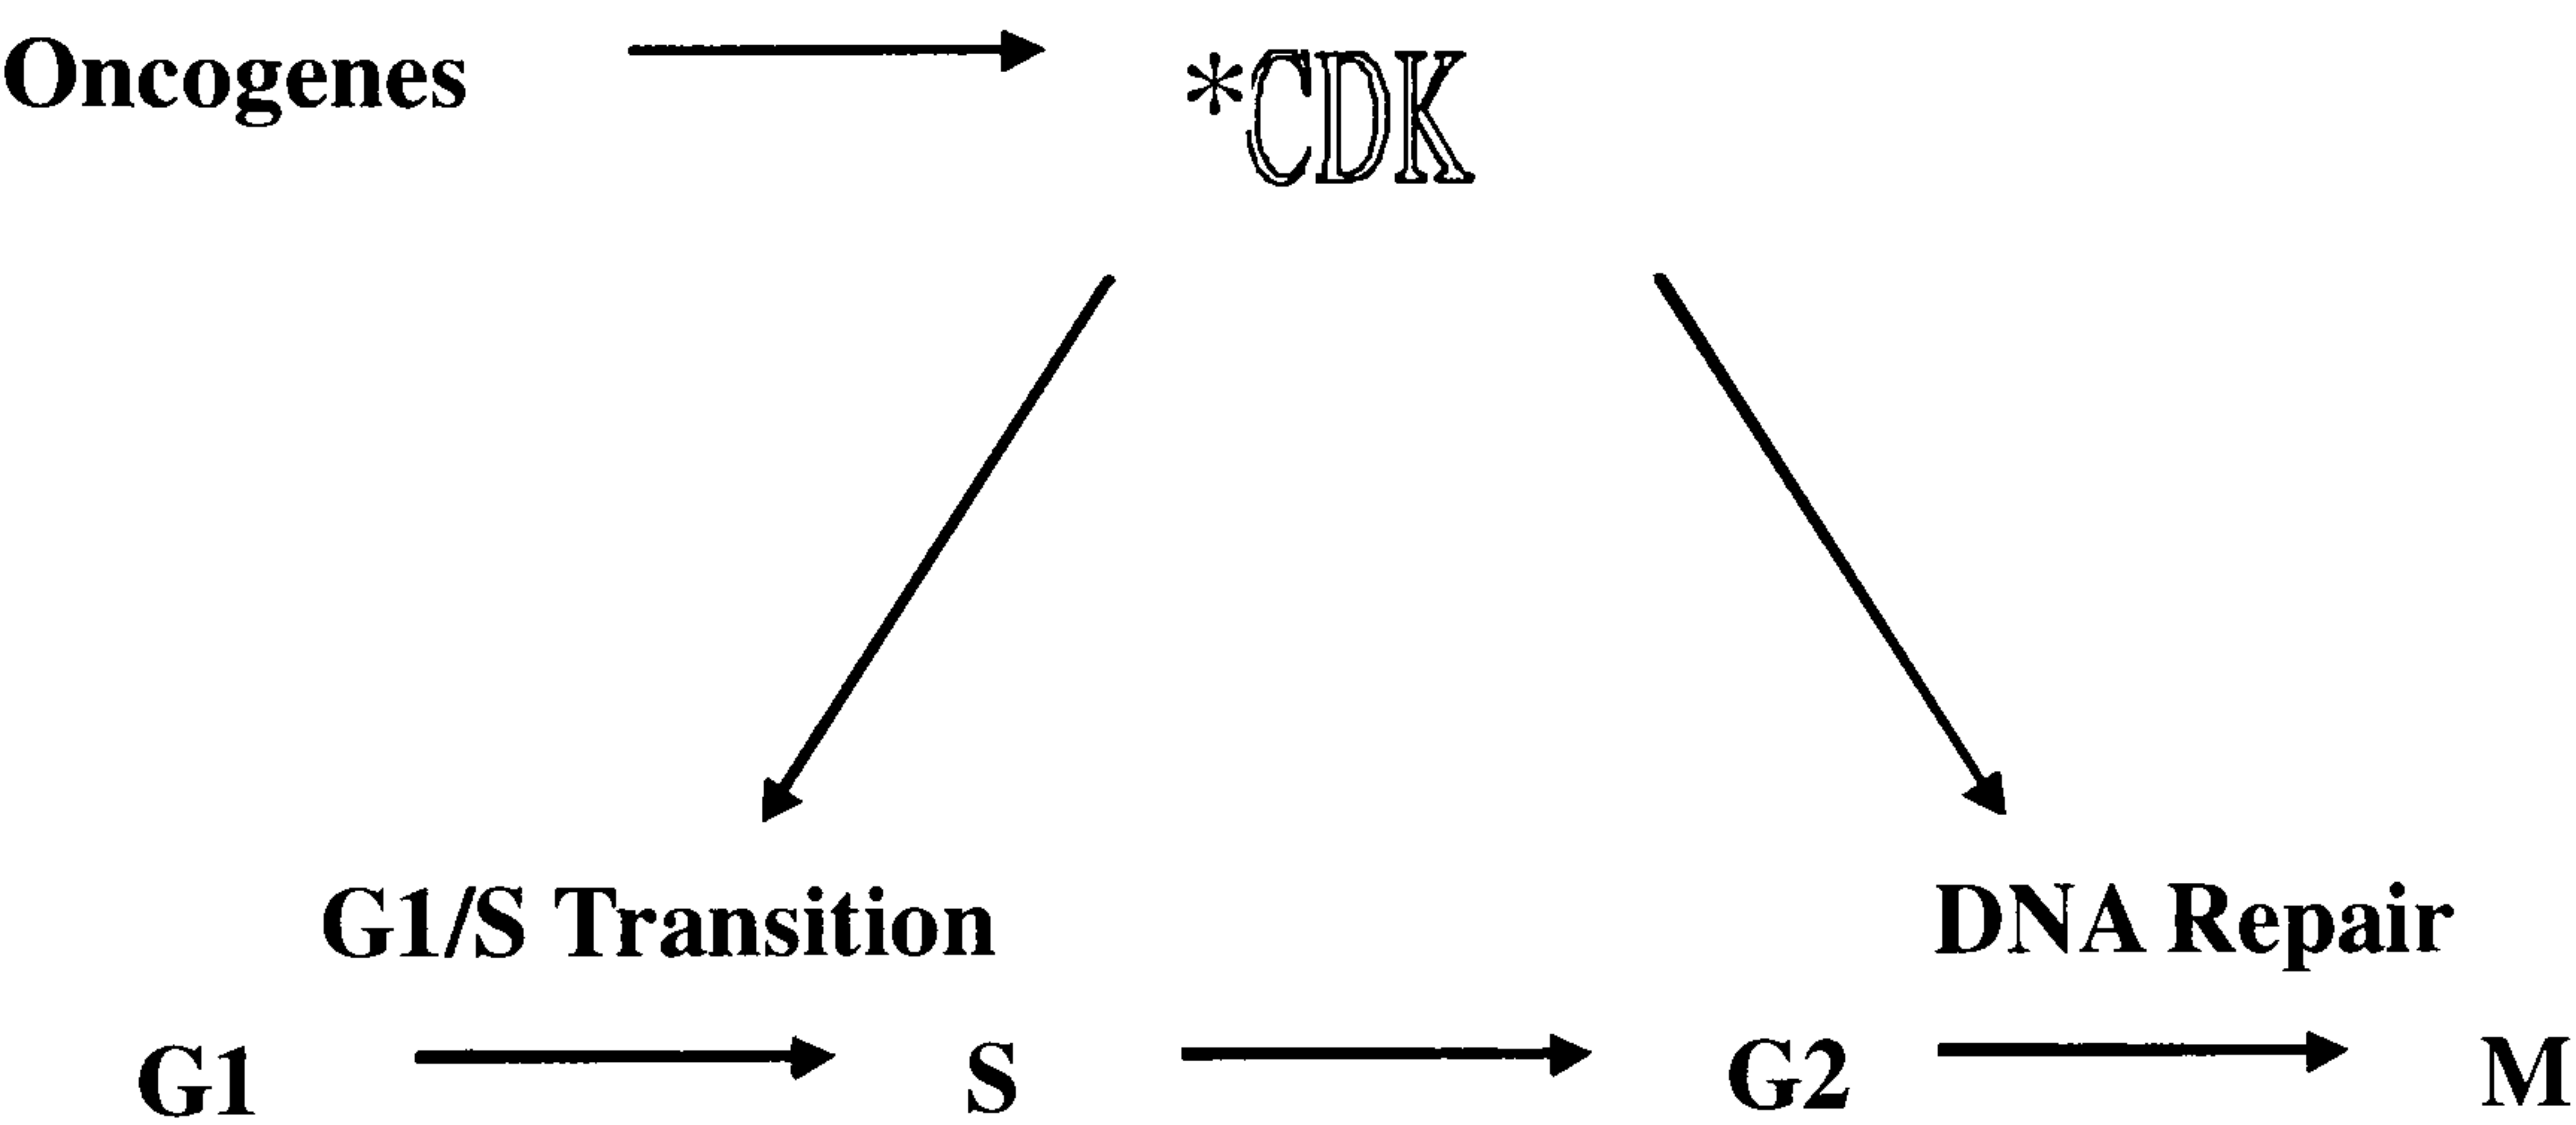 Oncogenes
*CDK
G1/S Transition
DNA Repair
G1
S
G2
M